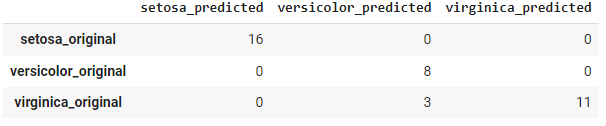 setosa_predicted versicolor_predicted virginica_predicted
setosa_original 16 0 0
versicolor_original 0 8 0
virginica_original 0 3 11